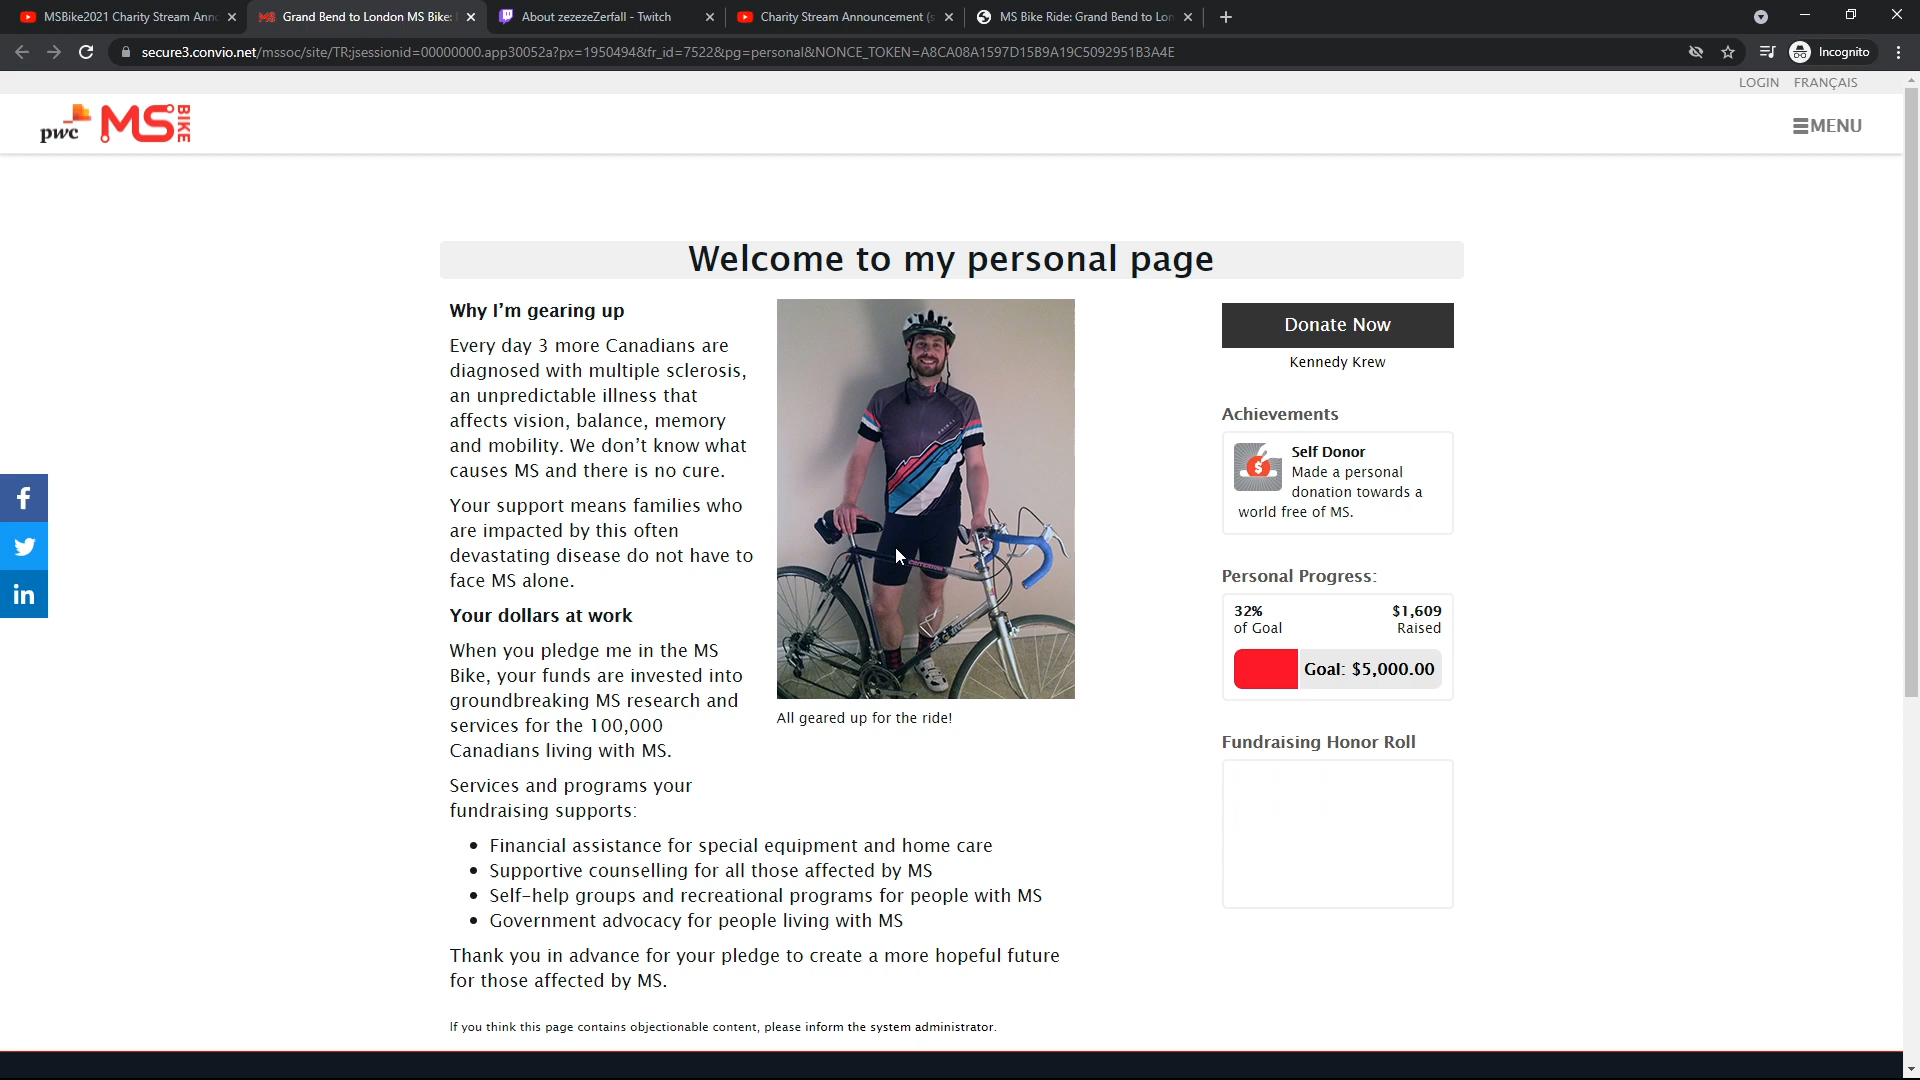 MSBike2021 Charity Stream Ann
Grand Bend to London MS Bike:
About zezezeZerfall - Twitch
Charity Stream Announcement (s
MS Bike Ride: Grand Bend to Lon
secure3.convio.net/mssoc/site/TR;jsessionid=00000000.app30052a?px=1950494&fr_id=7522&pg=personal&NONCE_TOKEN=A8CA08A1597D15B9A19C5092951B3A4E
Incognito
LOGIN FRANÇAIS
pwc MS BIKE
MENU
Welcome to my personal page
Why I’m gearing up
Every day 3 more Canadians are
diagnosed with multiple sclerosis,
an unpredictable illness that
affects vision, balance, memory
and mobility. We don’t know what
causes MS and there is no cure.
Your support means families who
are impacted by this often
devastating disease do not have to
face MS alone.
Your dollars at work
When you pledge me in the MS
Bike, your funds are invested into
groundbreaking MS research and
services for the 100,000
Canadians living with MS.
Services and programs your
fundraising supports:
• Financial assistance for special equipment and home care
• Supportive counselling for all those affected by MS
• Self-help groups and recreational programs for people with MS
• Government advocacy for people living with MS
Thank you in advance for your pledge to create a more hopeful future
for those affected by MS.
If you think this page contains objectionable content, please inform the system administrator.
CRITERION
All geared up for the ride!
Donate Now
Kennedy Krew
Achievements
Self Donor
Made a personal
donation towards a
world free of MS.
Personal Progress:
32% $1,609
of Goal Raised
Goal: $5,000.00
Fundraising Honor Roll